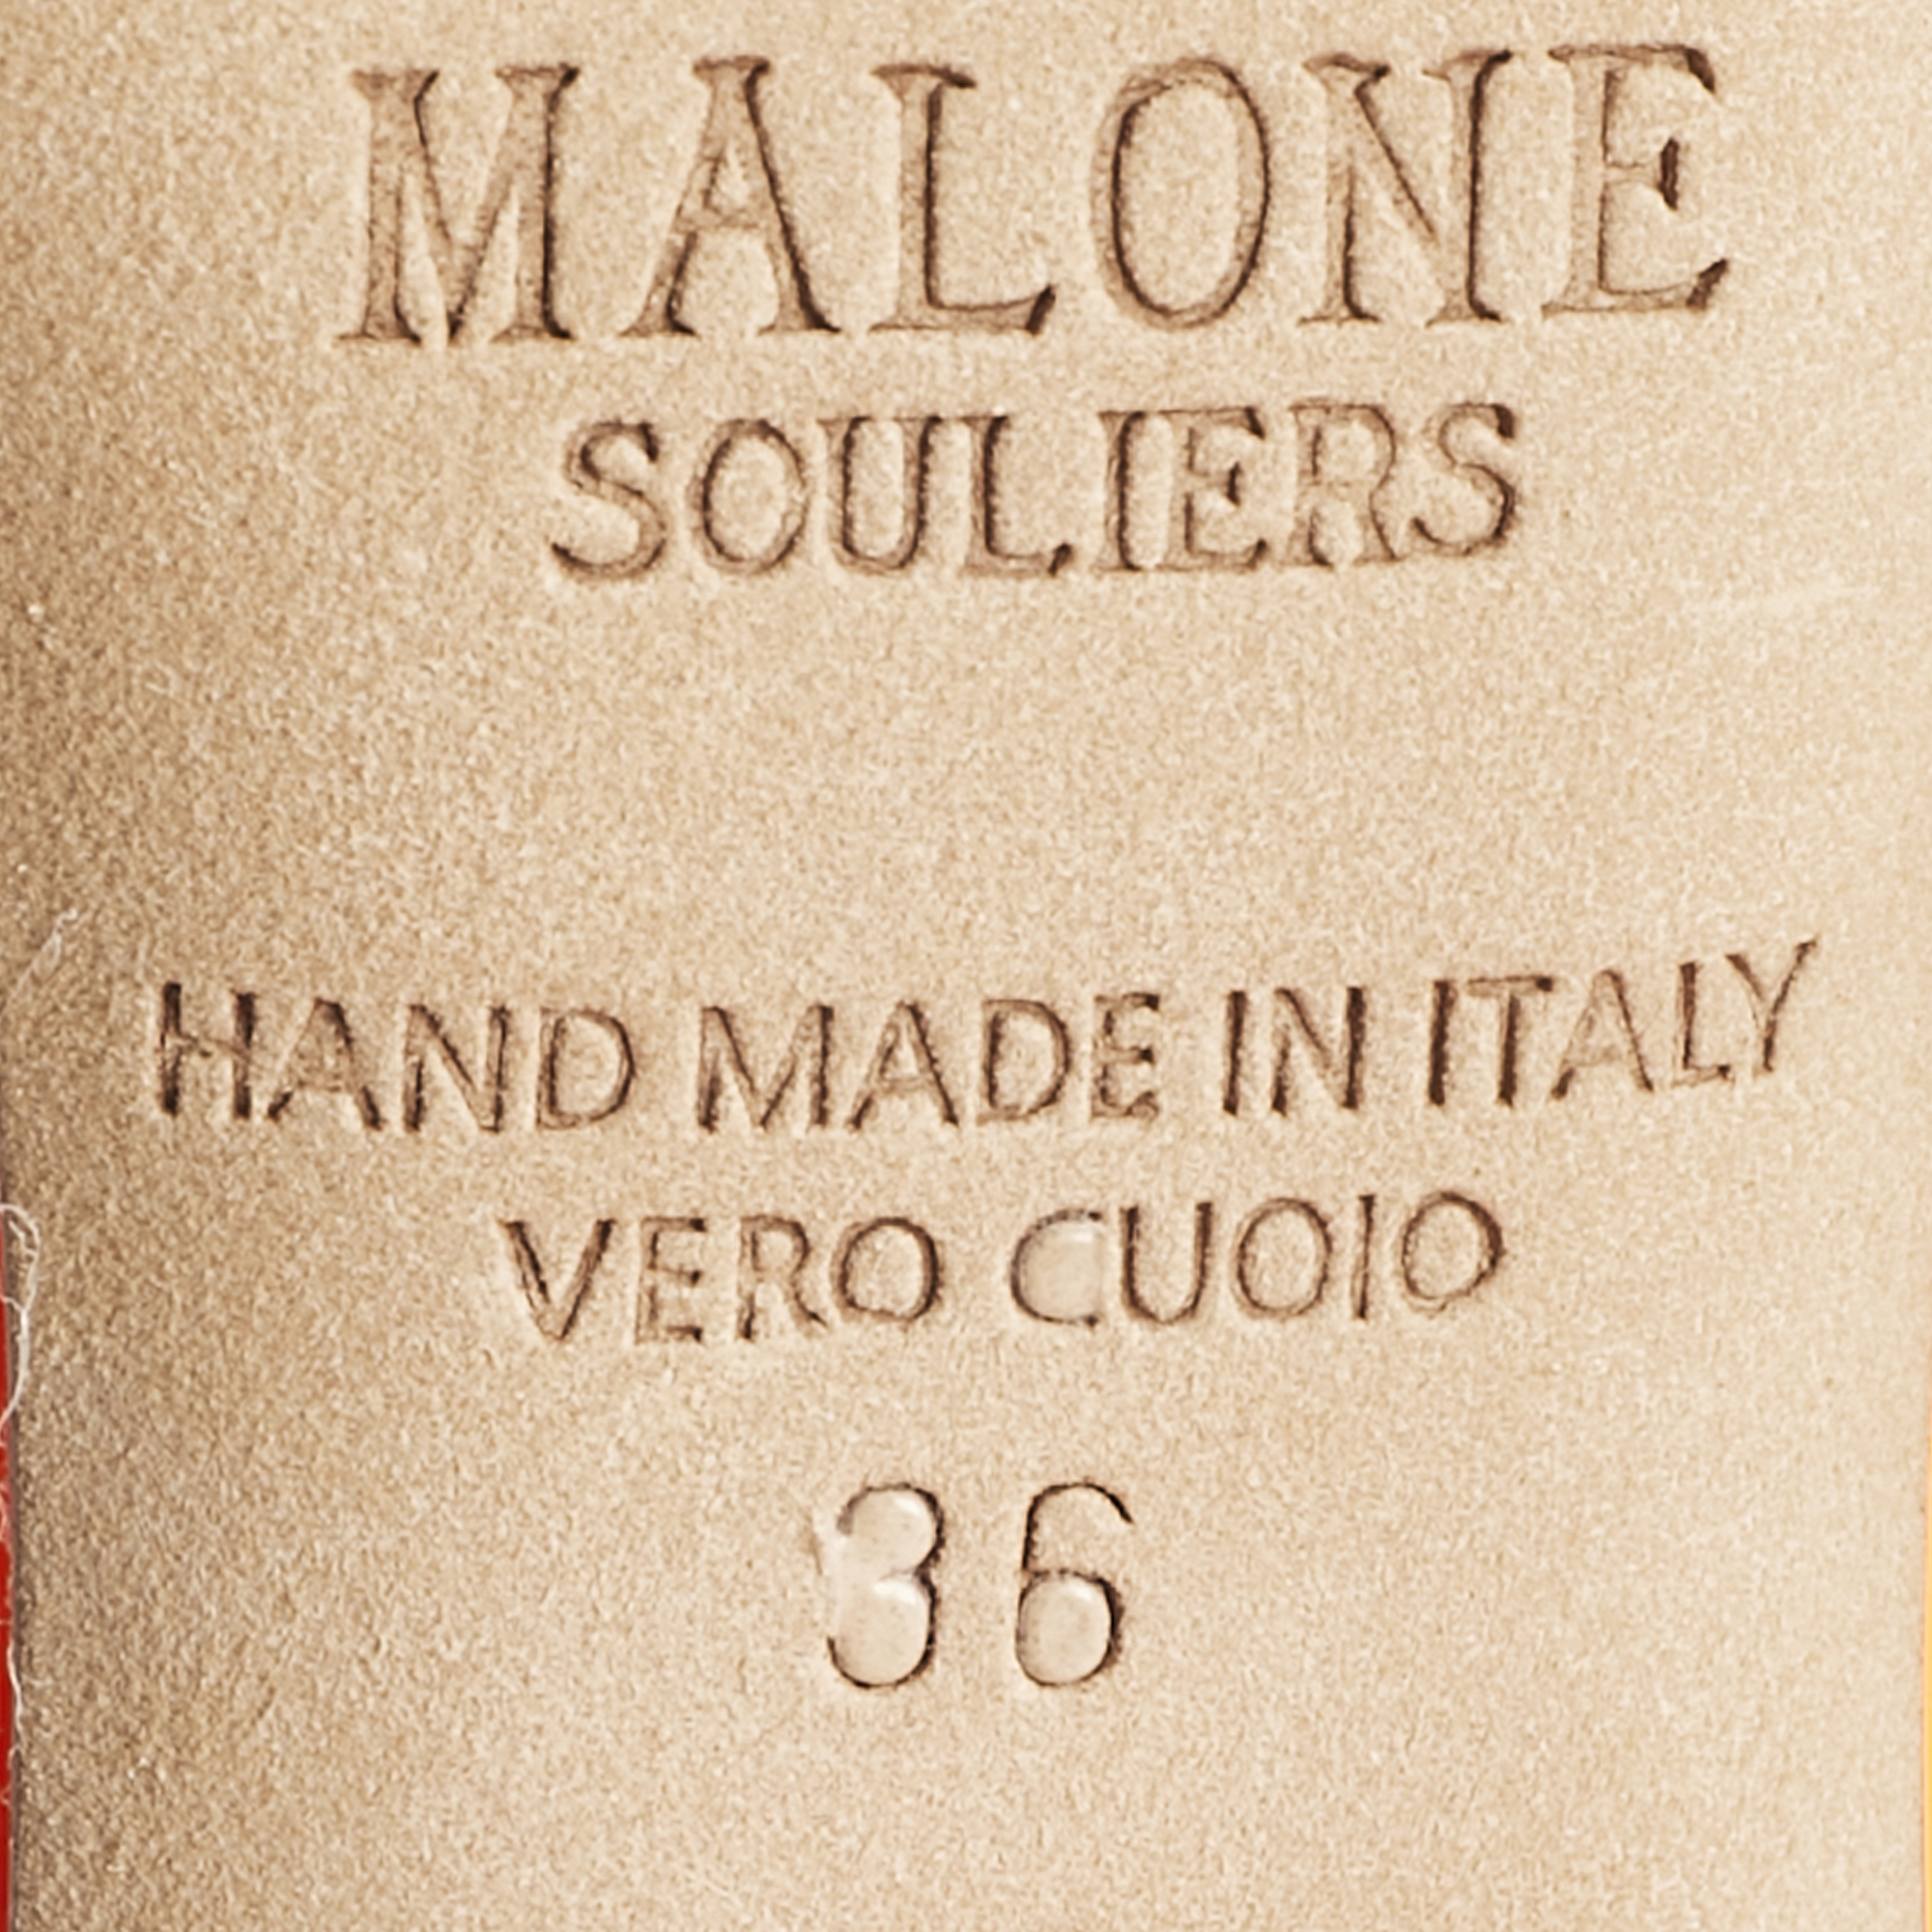 MALONE
SOULIERS
HAND MADE IN ITALY
VERO CUOIO
36